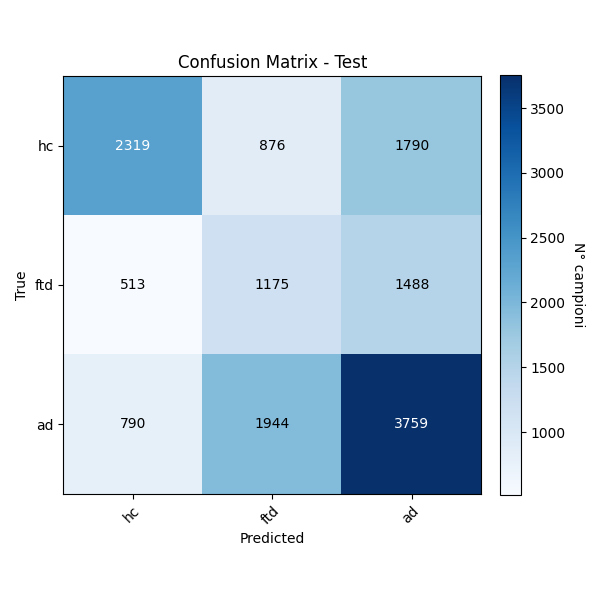 Confusion Matrix - Test
hc 2319 876 1790
ftd 513 1175 1488
ad 790 1944 3759
hc ftd ad
Predicted
True
3500
3000
2500
2000
1500
1000
N° campioni